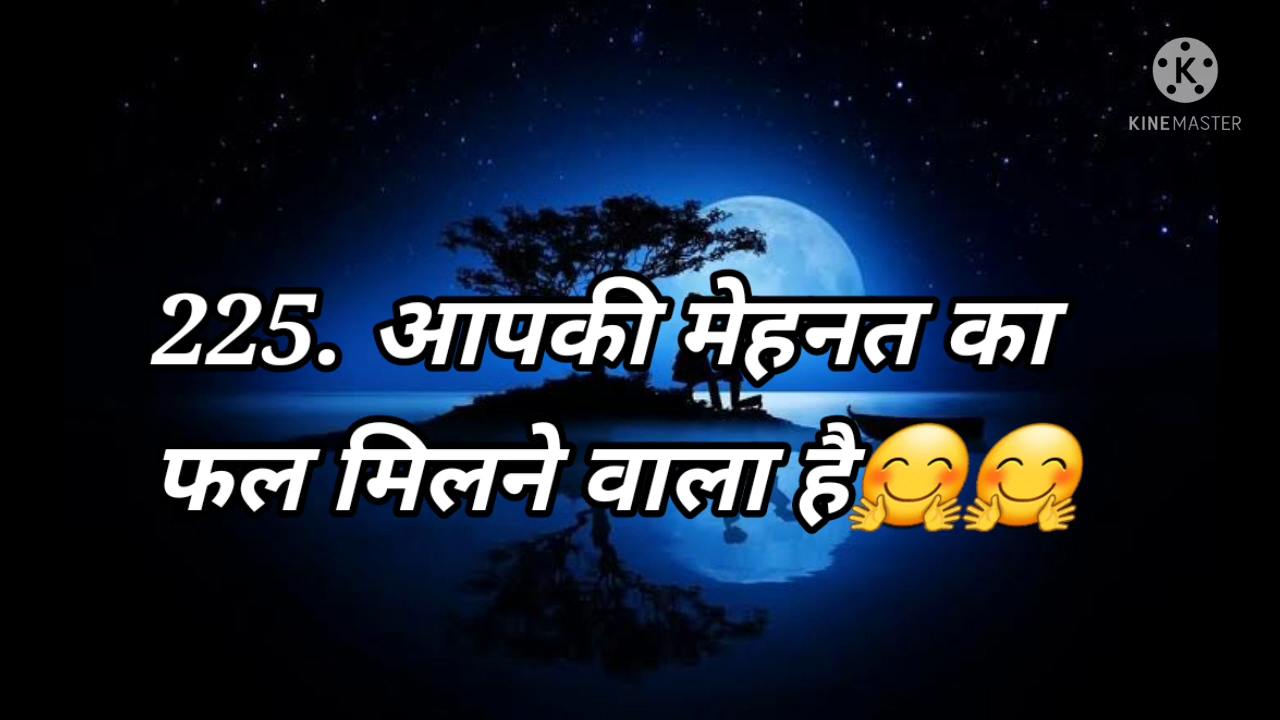 KINEMASTER
225. आपकी मेहनत का
फल मिलने वाला है🤗🤗